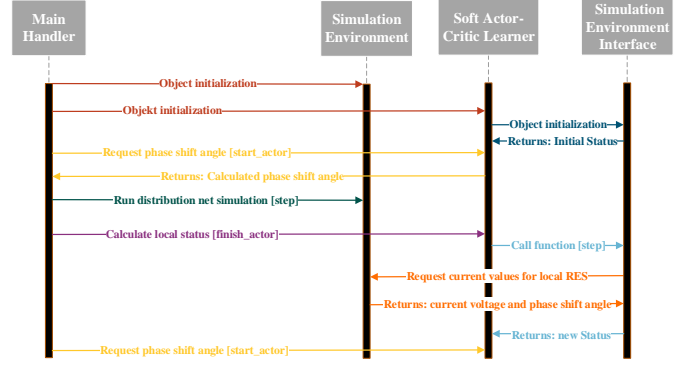 Main
Handler
Simulation
Environment
Soft Actor-
Critic Learner
Simulation
Environment
Interface
Object initialization
Objekt initialization
Object initialization
Returns: Initial Status
Request phase shift angle [start_actor]
Returns: Calculated phase shift angle
Run distribution net simulation [step]
Calculate local status [finish_actor]
Call function [step]
Request current values for local RES
Returns: current voltage and phase shift angle
Returns: new Status
Request phase shift angle [start_actor]